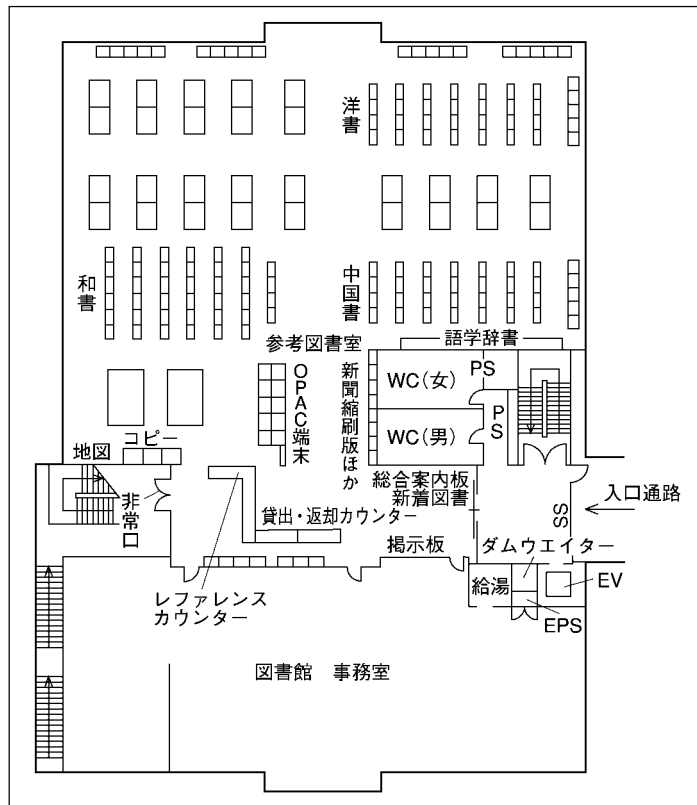 洋書
和書
中国書
語学辞書
参考図書室
WC(女)
PS
OPAC端末
新聞縮刷版ほか
PS
WC(男)
コピー
地図
総合案内板
新着図書
入口通路
非常口
SS
貸出・返却カウンター
掲示板
ダムウエイター
レファレンス
カウンター
給湯
EV
EPS
図書館 事務室